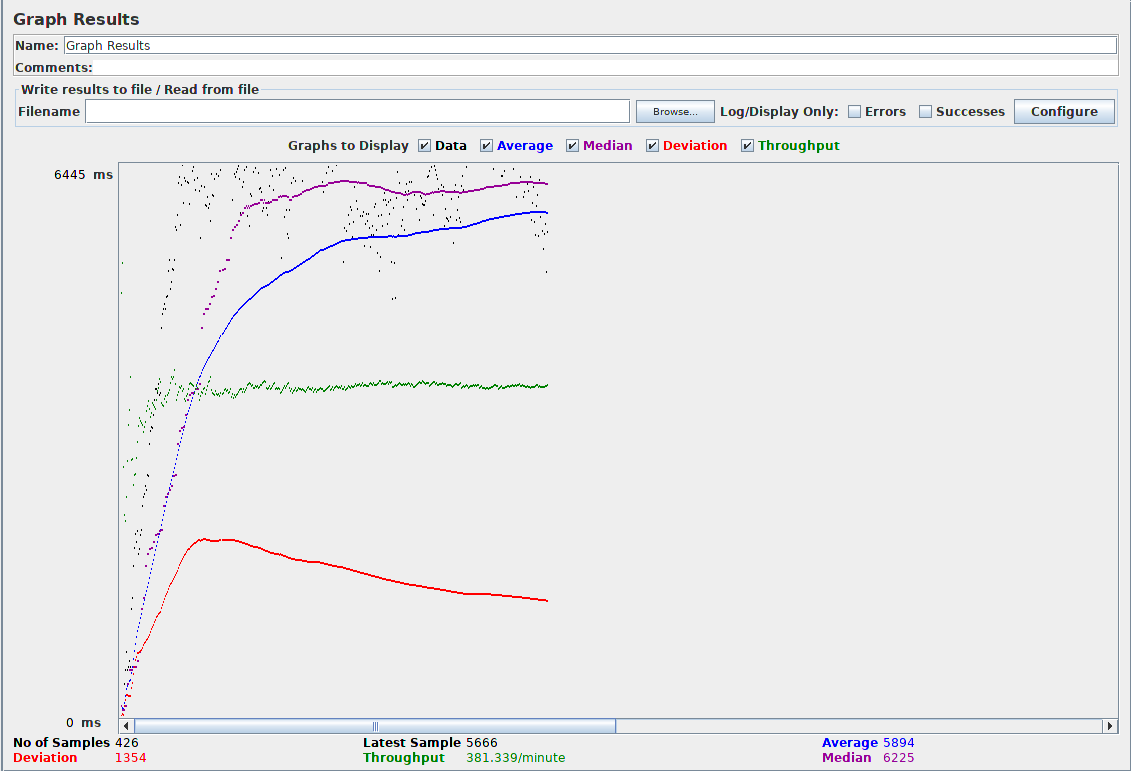 Graph Results
Name: Graph Results
Comments:
Write results to file / Read from file
Filename Browse... Log/Display Only: Errors Successes Configure
Graphs to Display Data Average Median Deviation Throughput
6445 ms
0 ms
No of Samples 426 Latest Sample 5666 Average 5894
Deviation 1354 Throughput 381.339/minute Median 6225